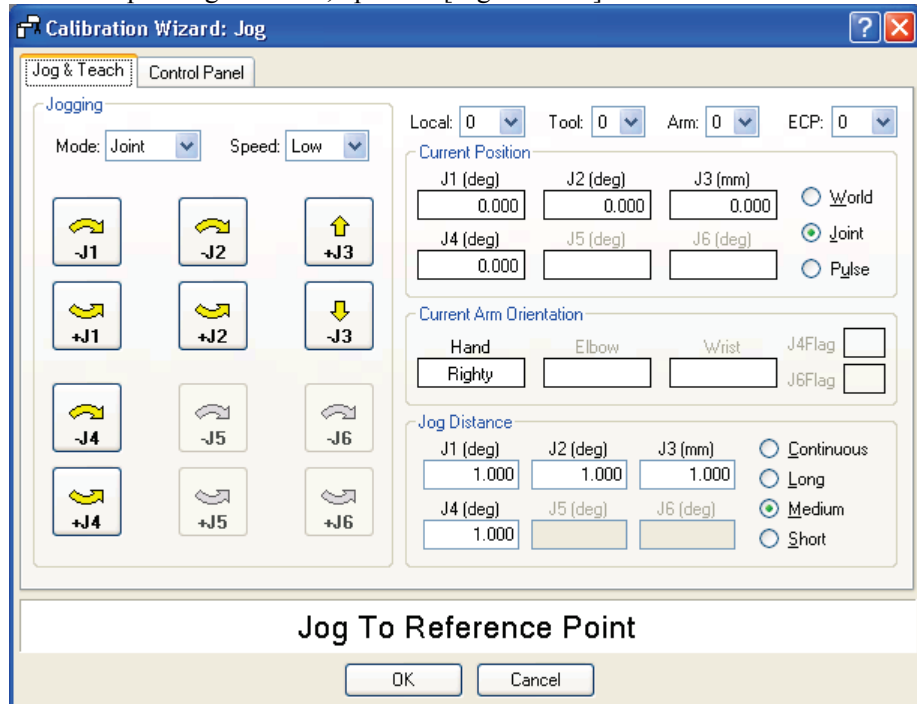 Calibration Wizard: Jog
Jog & Teach Control Panel
Jogging
Mode: Joint Speed: Low
-J1 -J2 +J3
+J1 +J2 -J3
-J4 -J5 -J6
+J4 +J5 +J6
Local: 0 Tool: 0 Arm: 0 ECP: 0
Current Position
J1 (deg) J2 (deg) J3 (mm)
0.000 0.000 0.000
J4 (deg) J5 (deg) J6 (deg)
0.000
World
Joint
Pulse
Current Arm Orientation
Hand Elbow Wrist J4Flag
Righty J6Flag
Jog Distance
J1 (deg) J2 (deg) J3 (mm)
1.000 1.000 1.000
J4 (deg) J5 (deg) J6 (deg)
1.000
Continuous
Long
Medium
Short
Jog To Reference Point
OK Cancel